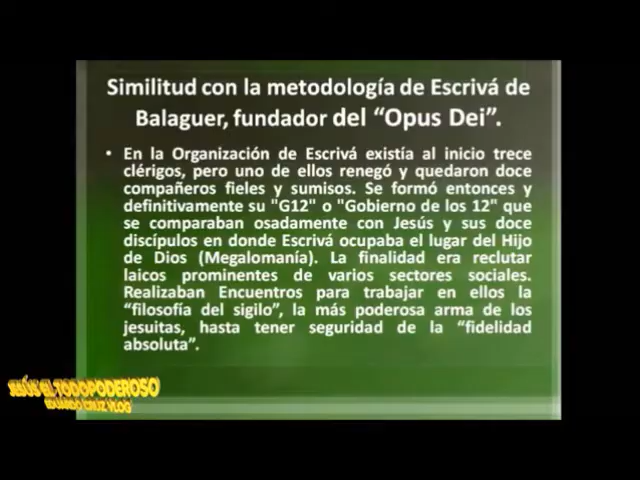 Similitud con la metodología de Escrivá de
Balaguer, fundador del “Opus Dei”.
• En la Organización de Escrivá existía al inicio trece
clérigos, pero uno de ellos renegó y quedaron doce
compañeros fieles y sumisos. Se formó entonces y
definitivamente su "G12" o "Gobierno de los 12" que
se comparaban osadamente con Jesús y sus doce
discípulos en donde Escrivá ocupaba el lugar del Hijo
de Dios (Megalomanía). La finalidad era reclutar
laicos prominentes de varios sectores sociales.
Realizaban Encuentros para trabajar en ellos la
“filosofía del sigilo”, la más poderosa arma de los
jesuitas, hasta tener seguridad de la “fidelidad
absoluta”.
JESÚS EL TODOPODEROSO
EDUARDO CRUZ VLOG